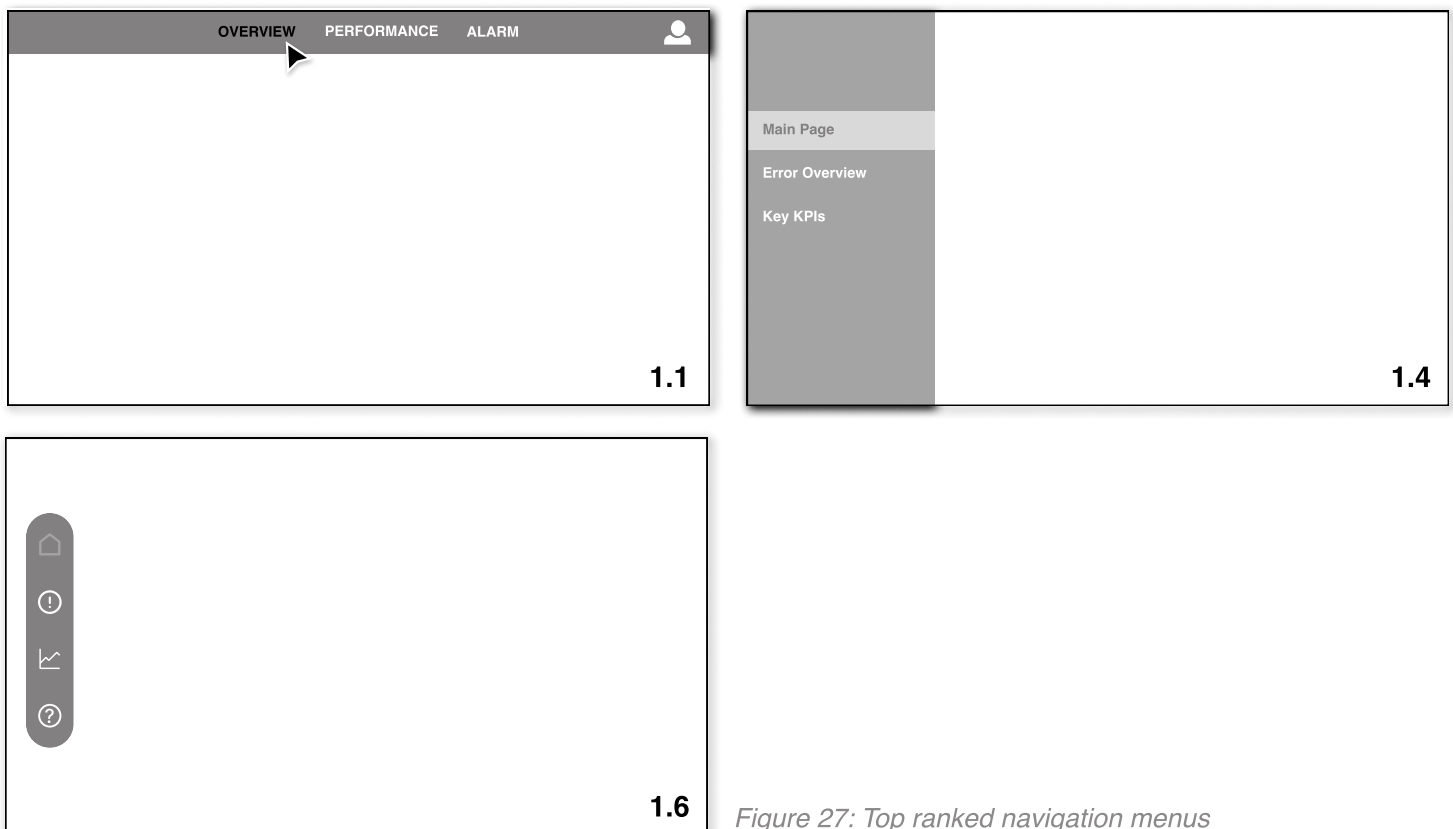 OVERVIEW PERFORMANCE ALARM
1.1
Main Page
Error Overview
Key KPIs
1.4
1.6
Figure 27: Top ranked navigation menus